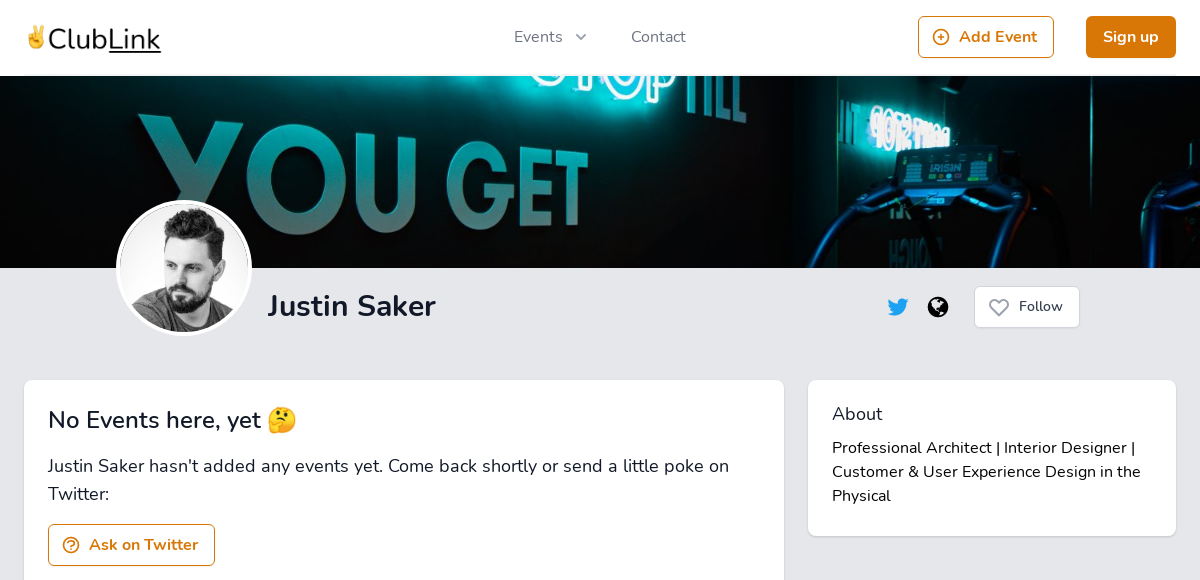 ClubLink
Events
Contact
Add Event
Sign up
TILL
YOU GET
Justin Saker
Follow
No Events here, yet 🤔
Justin Saker hasn't added any events yet. Come back shortly or send a little poke on
Twitter:
Ask on Twitter
About
Professional Architect | Interior Designer |
Customer & User Experience Design in the
Physical